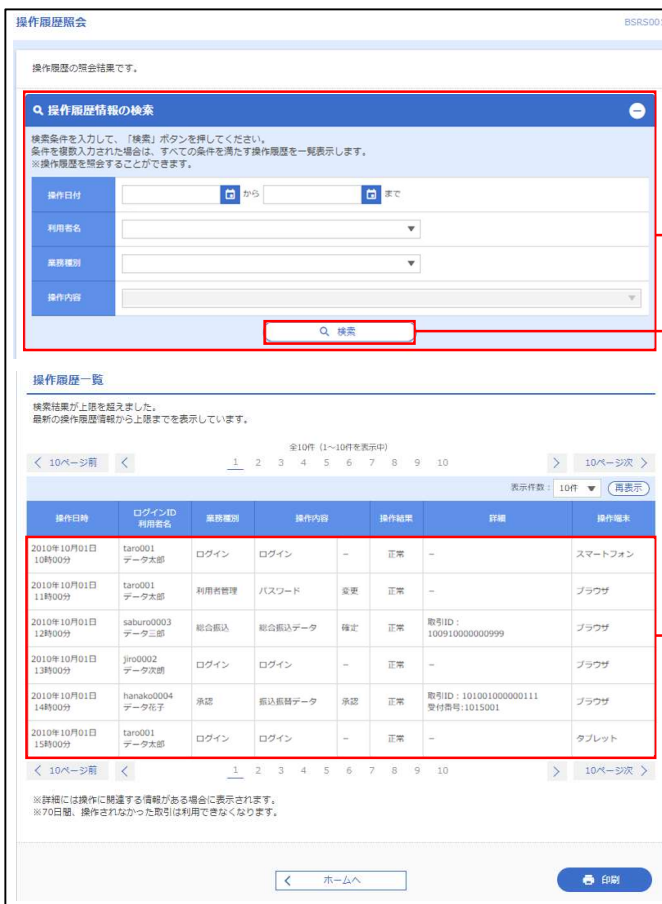 操作履歴照会
BSRS001
操作履歴の照会結果です。
操作履歴情報の検索
検索条件を入力して、「検索」ボタンを押してください。
条件を複数入力された場合は、すべての条件を満たす操作履歴を一覧表示します。
※操作履歴を照会することができます。
操作日付 から まで
利用者名
業務種別
操作内容
検索
操作履歴一覧
検索結果が上限を超えました。
最新の操作履歴情報から上限までを表示しています。
全10件（1～10件を表示中）
10ページ前 1 2 3 4 5 6 7 8 9 10 10ページ次
表示件数： 10件 再表示
操作日時 ログインID 業務種別 操作内容 操作結果 詳細 操作端末
利用者名
2010年10月01日 taro001 ログイン ログイン － 正常 － スマートフォン
10時00分 データ太郎
2010年10月01日 taro001 利用者管理 パスワード 変更 正常 － ブラウザ
11時00分 データ太郎
2010年10月01日 saburo0003 総合振込 総合振込データ 確定 正常 取引ID： ブラウザ
12時00分 データ三郎 100910000000999
2010年10月01日 jiro0002 ログイン ログイン － 正常 － ブラウザ
13時00分 データ次朗
2010年10月01日 hanako0004 承認 振込振替データ 承認 正常 取引ID：101001000000111 ブラウザ
14時00分 データ花子 受付番号:1015001
2010年10月01日 taro001 ログイン ログイン － 正常 － タブレット
15時00分 データ太郎
10ページ前 1 2 3 4 5 6 7 8 9 10 10ページ次
※詳細には操作に関連する情報がある場合に表示されます。
※70日間、操作されなかった取引は利用できなくなります。
ホームへ
印刷